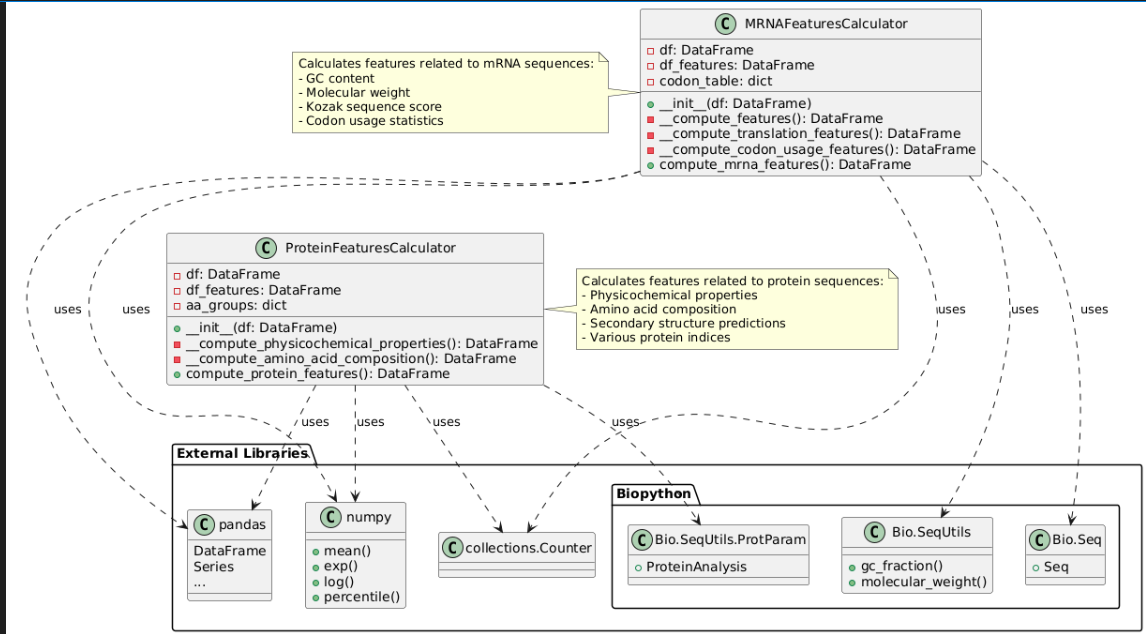 C MRNAFeaturesCalculator
df: DataFrame
df_features: DataFrame
codon_table: dict
__init__(df: DataFrame)
__compute_features(): DataFrame
__compute_translation_features(): DataFrame
__compute_codon_usage_features(): DataFrame
compute_mrna_features(): DataFrame
Calculates features related to mRNA sequences:
- GC content
- Molecular weight
- Kozak sequence score
- Codon usage statistics
C ProteinFeaturesCalculator
df: DataFrame
df_features: DataFrame
aa_groups: dict
__init__(df: DataFrame)
__compute_physicochemical_properties(): DataFrame
__compute_amino_acid_composition(): DataFrame
compute_protein_features(): DataFrame
Calculates features related to protein sequences:
- Physicochemical properties
- Amino acid composition
- Secondary structure predictions
- Various protein indices
uses
uses
uses
uses
uses
uses
uses
uses
uses
External Libraries
Biopython
C pandas
DataFrame
Series
...
C numpy
mean()
exp()
log()
percentile()
C collections.Counter
C Bio.SeqUtils.ProtParam
ProteinAnalysis
C Bio.SeqUtils
gc_fraction()
molecular_weight()
C Bio.Seq
Seq